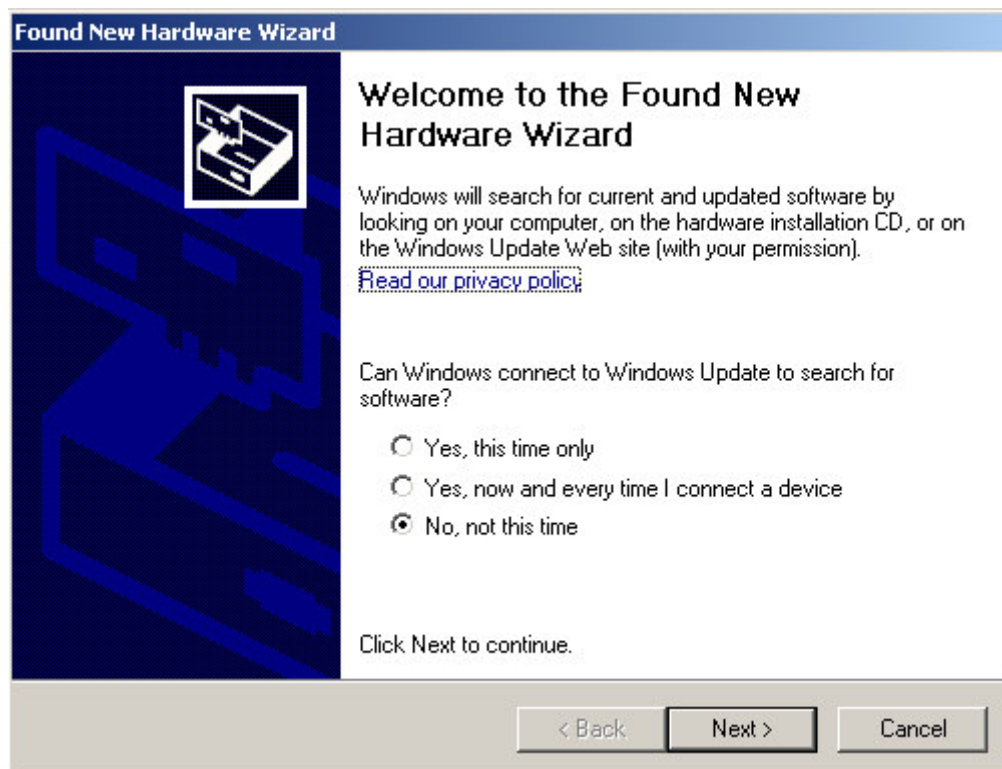 Found New Hardware Wizard
Welcome to the Found New
Hardware Wizard
Windows will search for current and updated software by
looking on your computer, on the hardware installation CD, or on
the Windows Update Web site (with your permission).
Read our privacy policy
Can Windows connect to Windows Update to search for
software?
Yes, this time only
Yes, now and every time I connect a device
No, not this time
Click Next to continue.
< Back
Next >
Cancel